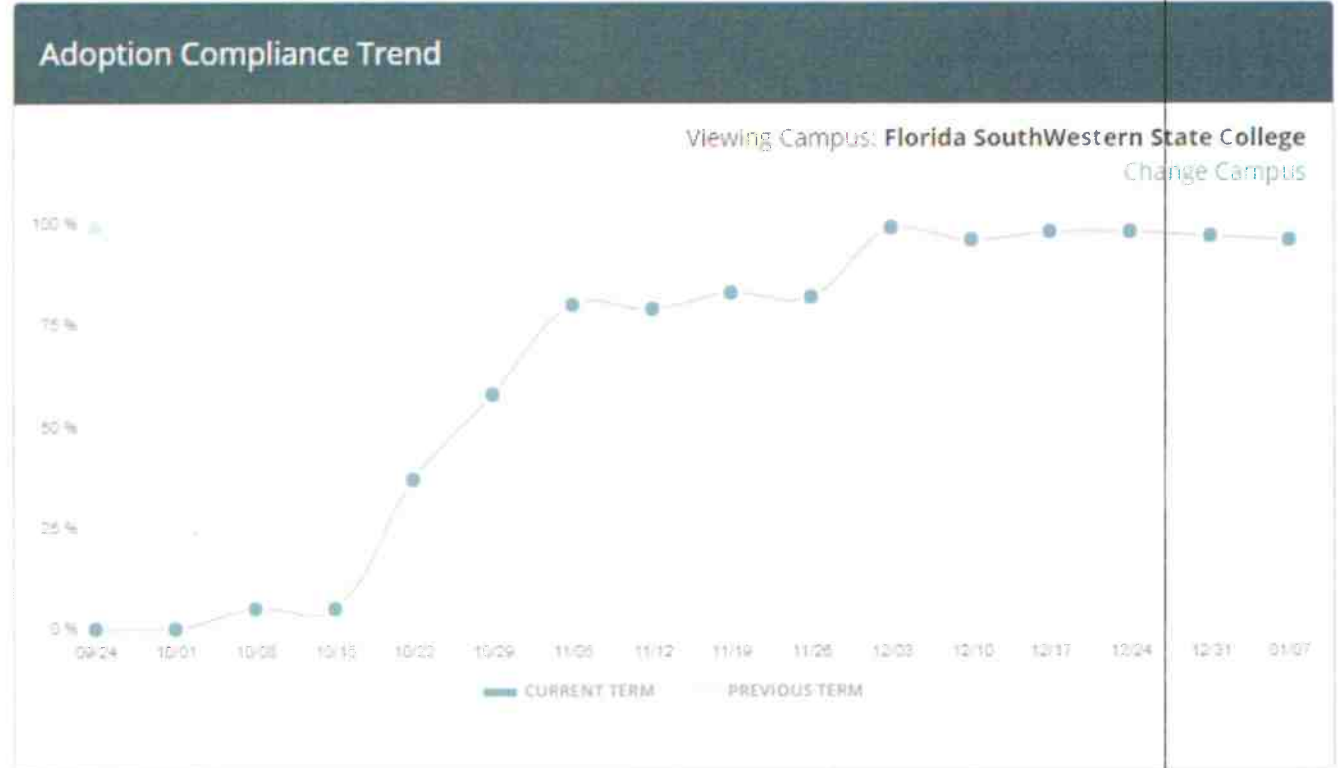 Adoption Compliance Trend
Viewing Campus: Florida SouthWestern State College
Change Campus
100 %
75 %
50 %
25 %
0 %
09/24 10/01 10/08 10/15 10/22 10/29 11/05 11/12 11/19 11/26 12/03 12/10 12/17 12/24 12/31 01/07
CURRENT TERM PREVIOUS TERM